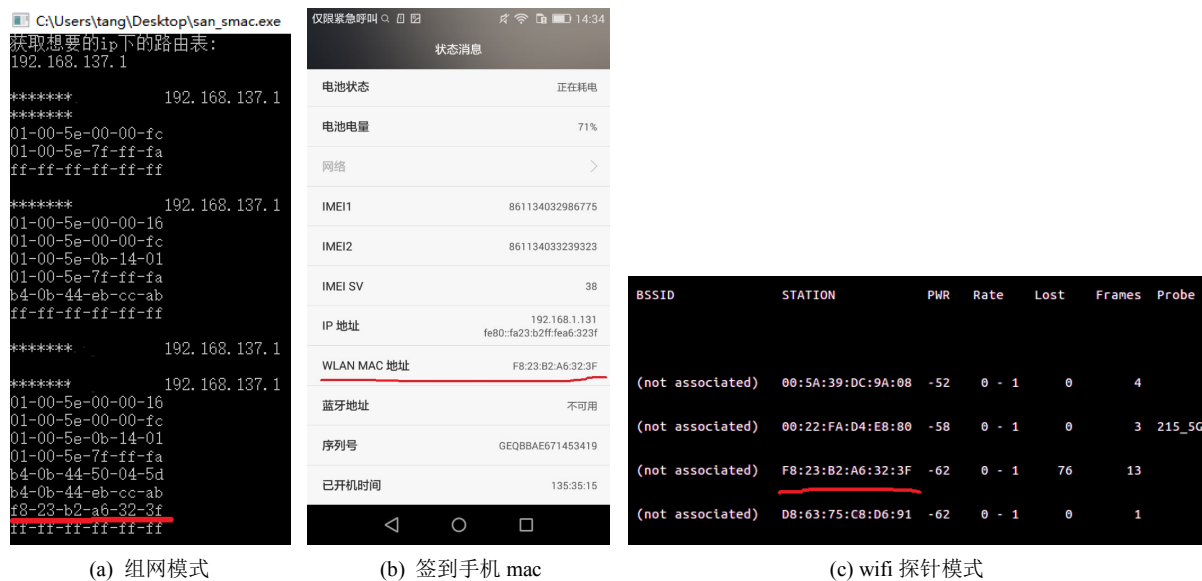 C:\Users\tang\Desktop\san_smac.exe
获取想要的ip下的路由表:
192.168.137.1
******* 192.168.137.1
*******
01-00-5e-00-00-fc
01-00-5e-7f-ff-fa
ff-ff-ff-ff-ff-ff
******* 192.168.137.1
01-00-5e-00-00-16
01-00-5e-00-00-fc
01-00-5e-0b-14-01
01-00-5e-7f-ff-fa
b4-0b-44-eb-cc-ab
ff-ff-ff-ff-ff-ff
******* 192.168.137.1
******* 192.168.137.1
01-00-5e-00-00-16
01-00-5e-00-00-fc
01-00-5e-0b-14-01
01-00-5e-7f-ff-fa
b4-0b-44-50-04-5d
b4-0b-44-eb-cc-ab
f8-23-b2-a6-32-3f
ff-ff-ff-ff-ff-ff
(a) 组网模式
仅限紧急呼叫 14:34
状态消息
电池状态 正在耗电
电池电量 71%
网络
IMEI1 861134032986775
IMEI2 861134033239323
IMEI SV 38
IP 地址 192.168.1.131
fe80::fa23:b2ff:fea6:323f
WLAN MAC 地址 F8:23:B2:A6:32:3F
蓝牙地址 不可用
序列号 GEQBBAE671453419
已开机时间 135:35:15
(b) 签到手机 mac
BSSID STATION PWR Rate Lost Frames Probe
(not associated) 00:5A:39:DC:9A:08 -52 0 - 1 0 4
(not associated) 00:22:FA:D4:E8:80 -58 0 - 1 0 3 215_5G
(not associated) F8:23:B2:A6:32:3F -62 0 - 1 76 13
(not associated) D8:63:75:C8:D6:91 -62 0 - 1 0 1
(c) wifi 探针模式